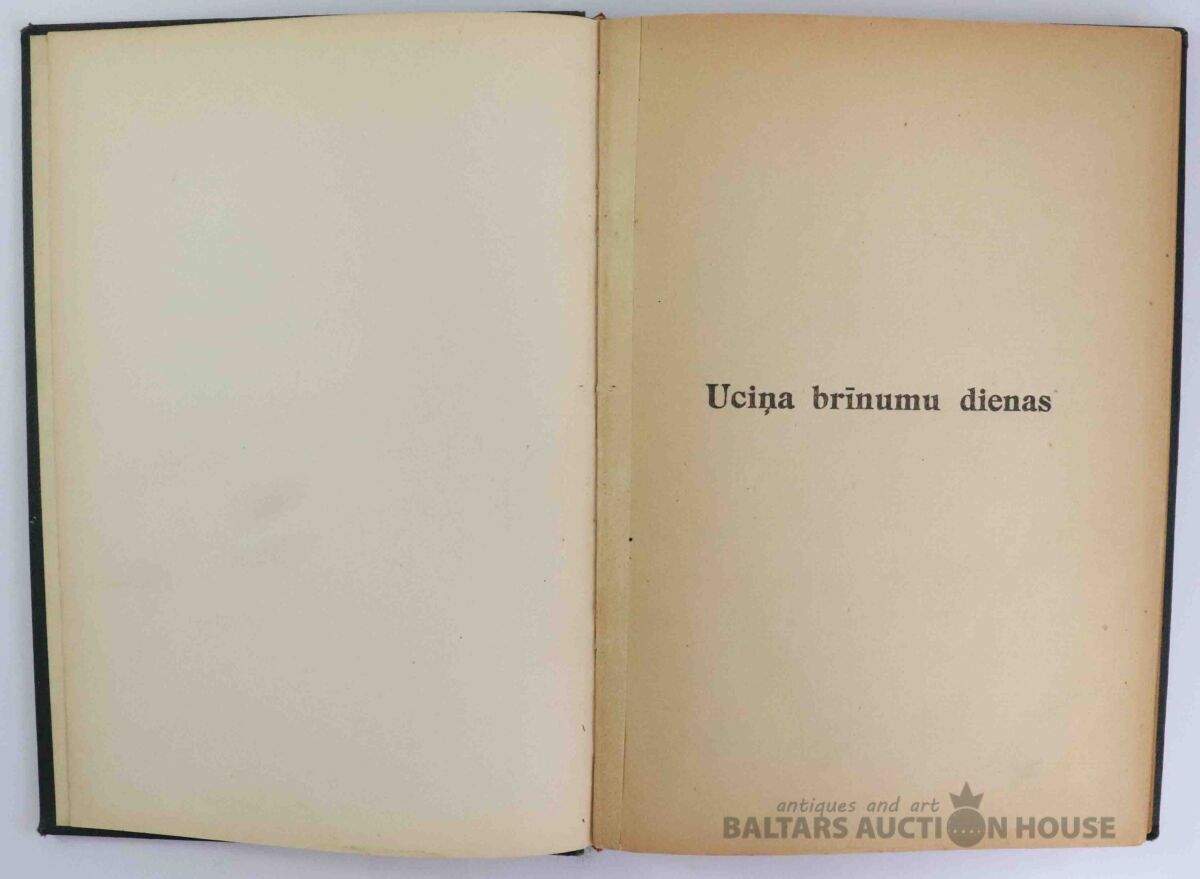 Uciņa brīnumu dienas
antiques and art
BALTARS AUCTION HOUSE